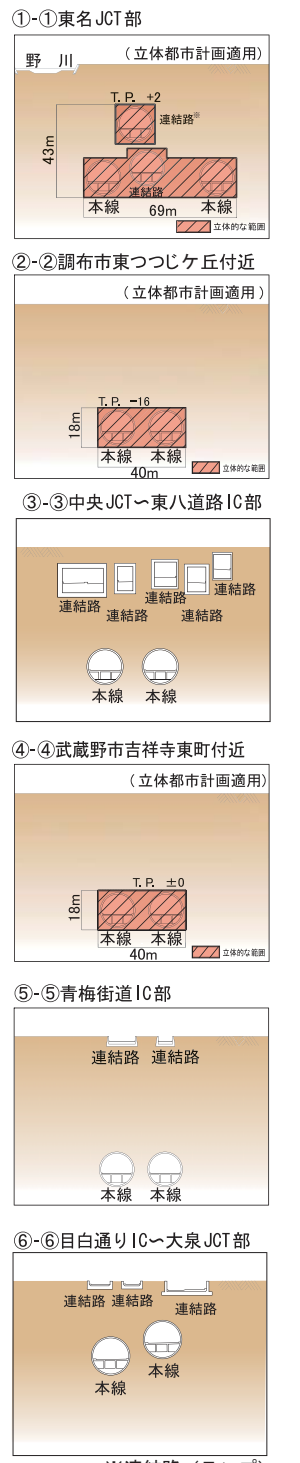 ①-①東名JCT部
(立体都市計画適用)
野 川
T.P. +2
連結路※
43m
連結路
本線 本線
69m
立体的な範囲
②-②調布市東つつじケ丘付近
(立体都市計画適用)
T.P. -16
18m
本線 本線
40m
立体的な範囲
③-③中央JCT〜東八道路IC部
連結路 連結路 連結路 連結路 連結路
本線 本線
④-④武蔵野市吉祥寺東町付近
(立体都市計画適用)
T.P. ±0
18m
本線 本線
40m
立体的な範囲
⑤-⑤青梅街道IC部
連結路 連結路
本線 本線
⑥-⑥目白通りIC〜大泉JCT部
連結路 連結路 連結路
本線 本線